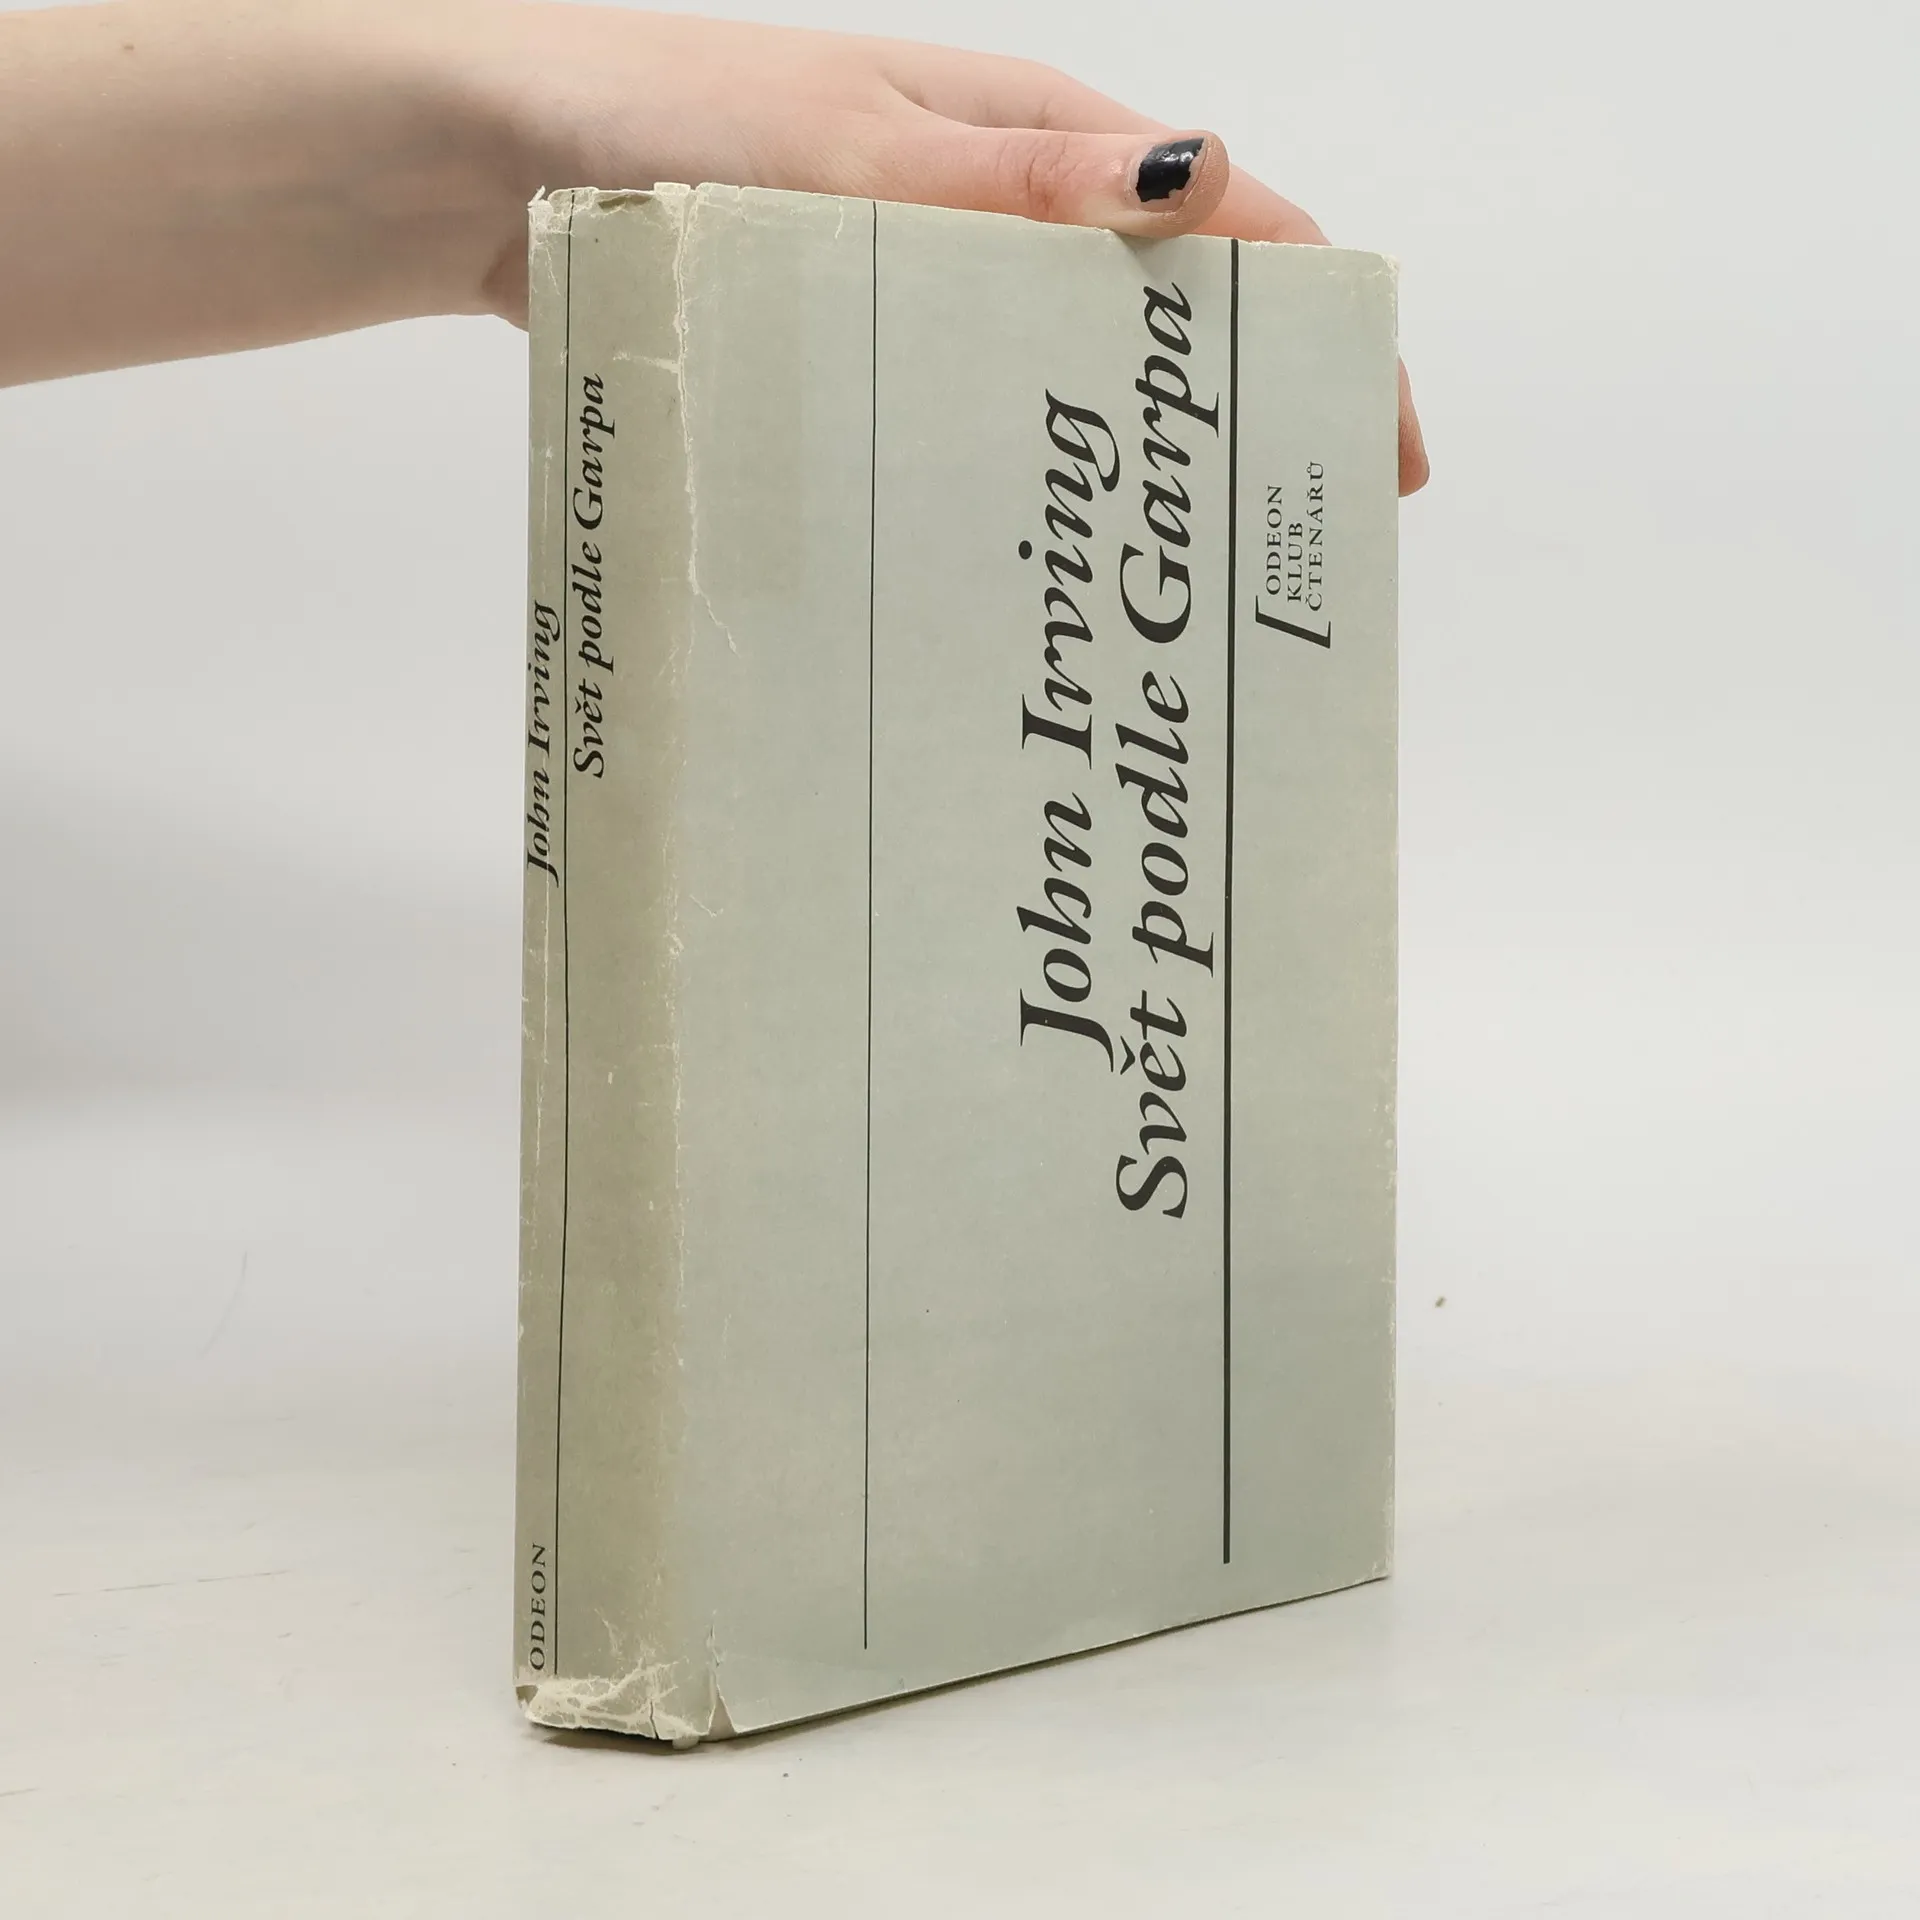 John Irving
Svět podle Garpa
ODEON
John Irving
Svět podle Garpa
ODEON
KLUB
ČTENÁŘŮ